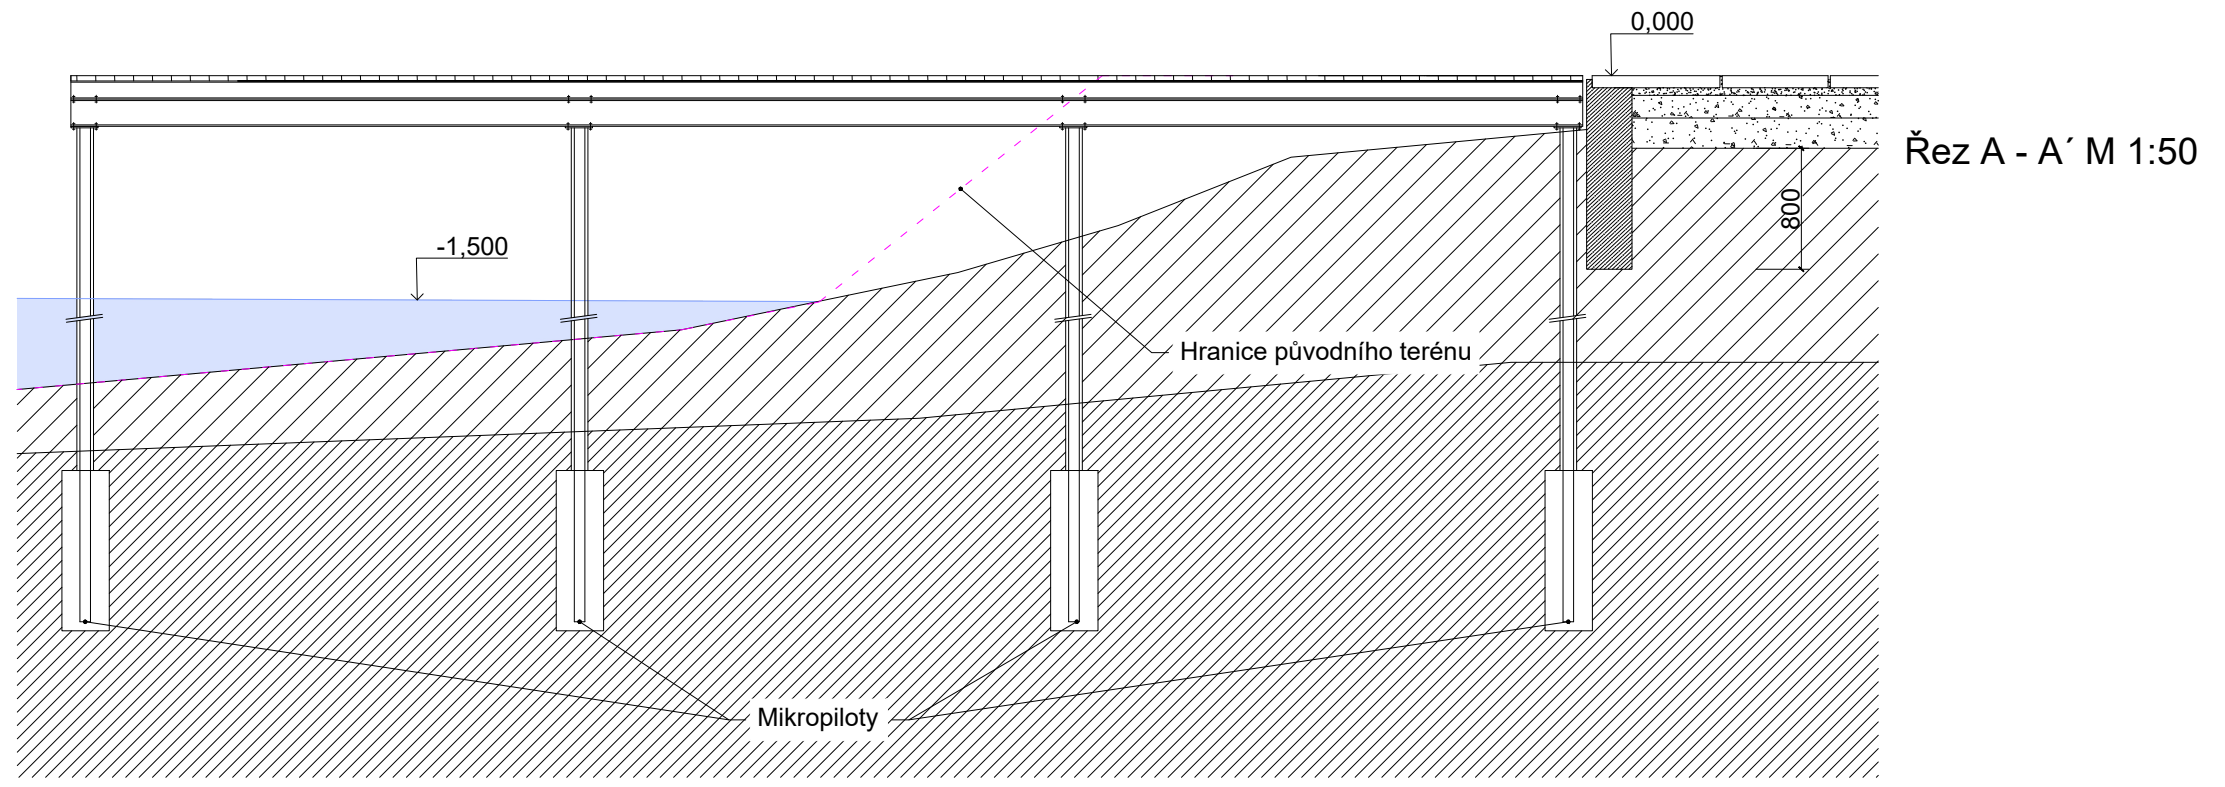 0,000
Řez A - A´ M 1:50
800
-1,500
Hranice původního terénu
Mikropiloty